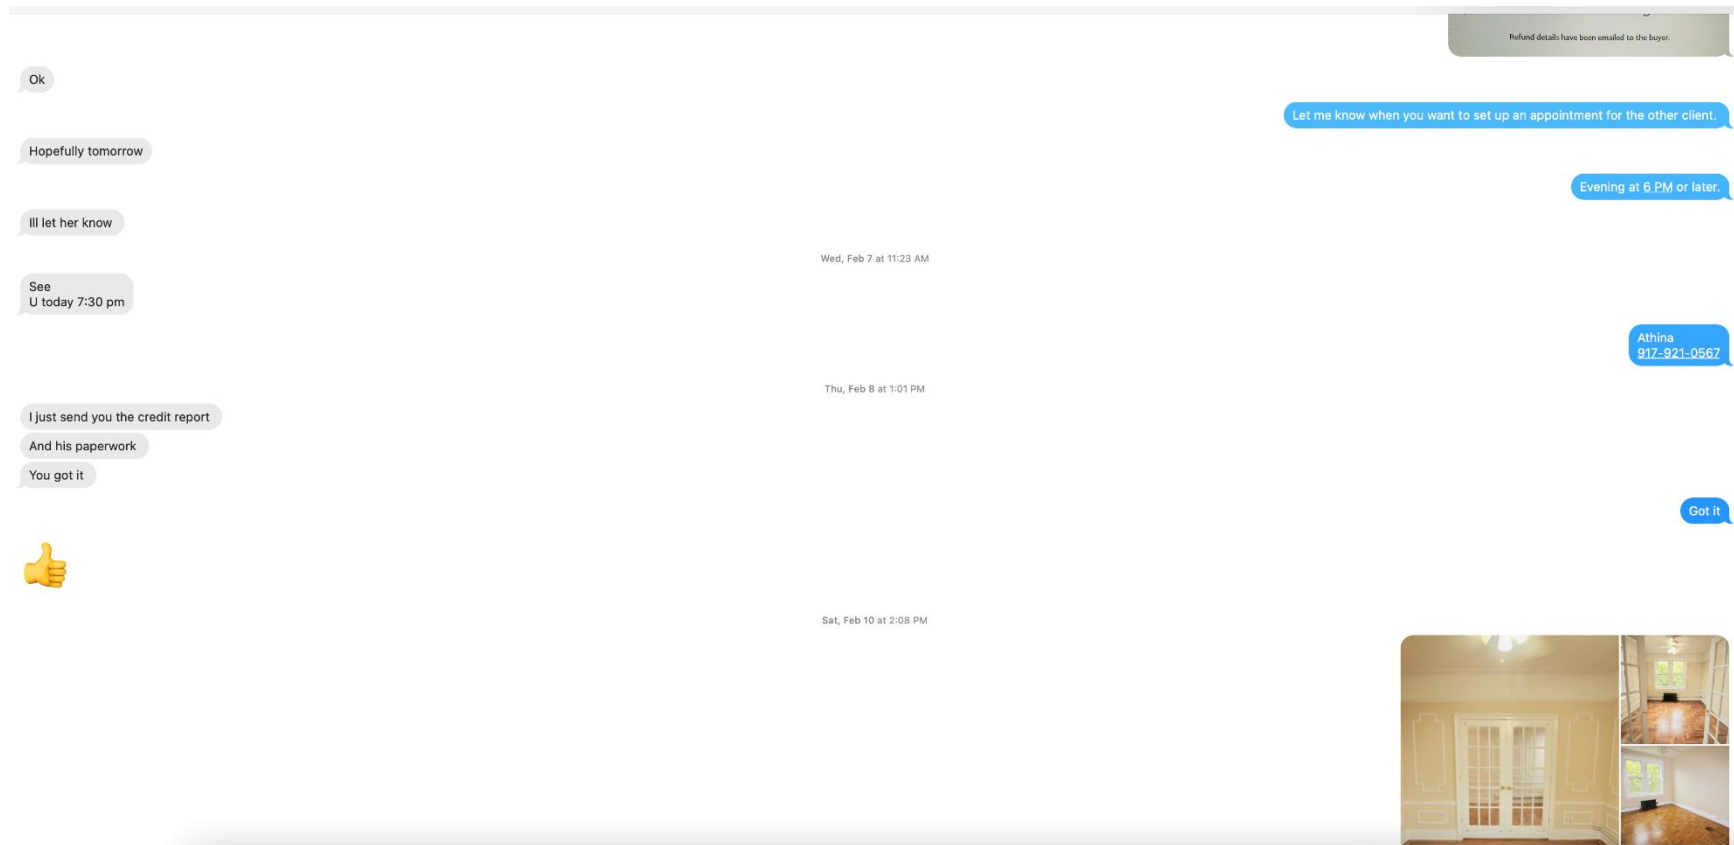 Refund details have been emailed to the buyer.
Ok
Let me know when you want to set up an appointment for the other client.
Hopefully tomorrow
Evening at 6 PM or later.
Ill let her know
Wed, Feb 7 at 11:23 AM
See
U today 7:30 pm
Athina
917-921-0567
Thu, Feb 8 at 1:01 PM
I just send you the credit report
And his paperwork
You got it
Got it
Sat, Feb 10 at 2:08 PM